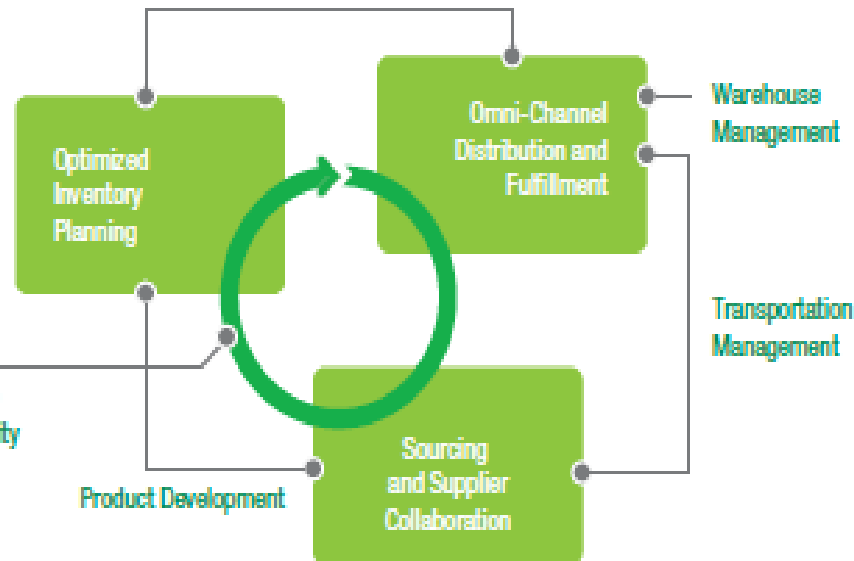 Optimized
Inventory
Planning
Omni-Channel
Distribution and
Fulfillment
Warehouse
Management
Transportation
Management
Sourcing
and Supplier
Collaboration
Product Development